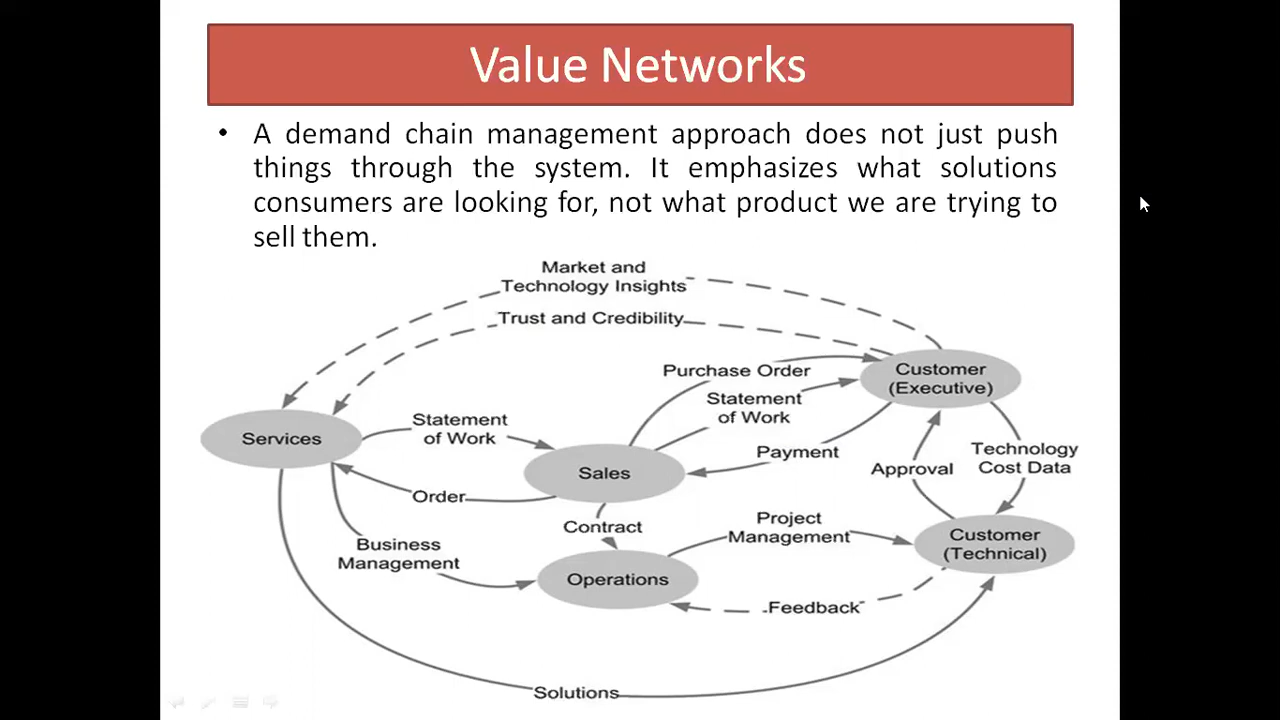 Value Networks
• A demand chain management approach does not just push
things through the system. It emphasizes what solutions
consumers are looking for, not what product we are trying to
sell them.
Market and
Technology Insights
Trust and Credibility
Purchase Order
Customer
(Executive)
Statement
of Work
Statement
of Work
Services
Payment
Technology
Cost Data
Approval
Sales
Order
Contract
Project
Management
Customer
(Technical)
Business
Management
Operations
Feedback
Solutions